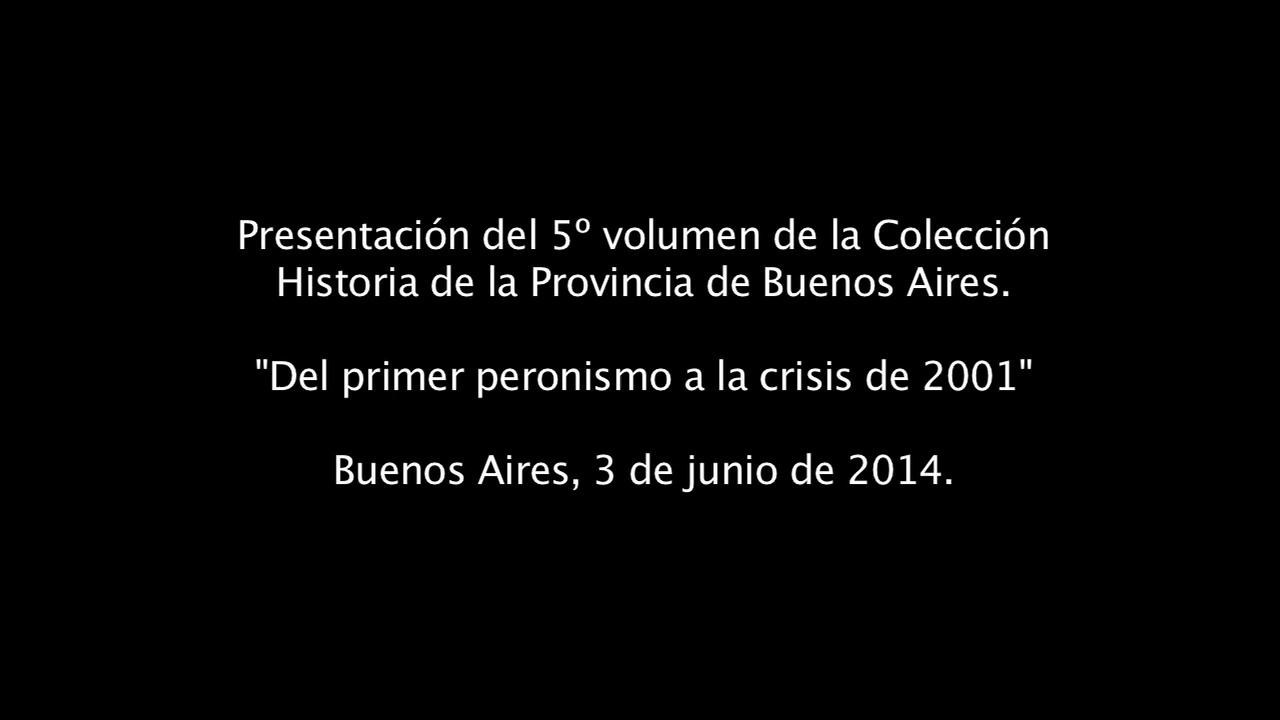 Presentación del 5º volumen de la Colección
Historia de la Provincia de Buenos Aires.
"Del primer peronismo a la crisis de 2001"
Buenos Aires, 3 de junio de 2014.